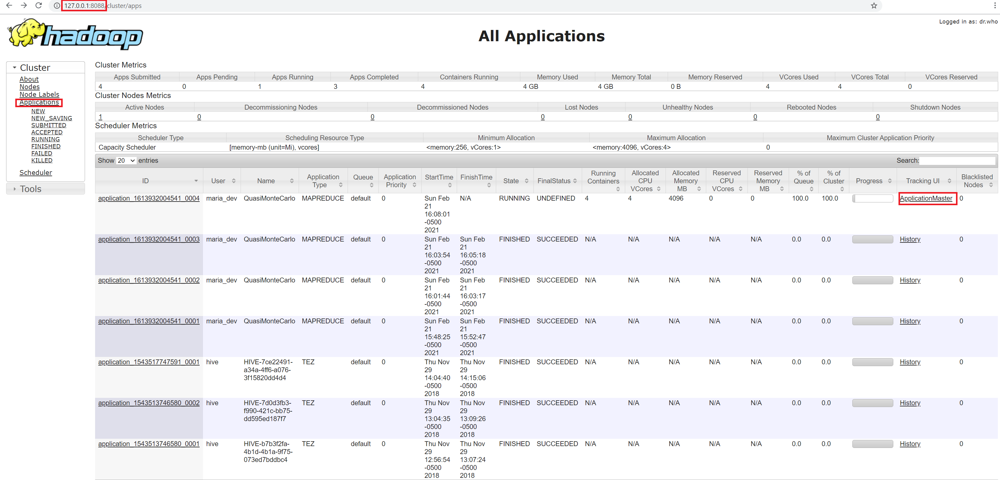 127.0.0.1:8088/cluster/apps
Logged in as: dr.who
hadoop
All Applications
Cluster
About
Nodes
Node Labels
Applications
NEW
NEW_SAVING
SUBMITTED
ACCEPTED
RUNNING
FINISHED
FAILED
KILLED
Scheduler
Tools
Cluster Metrics
Apps Submitted Apps Pending Apps Running Apps Completed Containers Running Memory Used Memory Total Memory Reserved VCores Used VCores Total VCores Reserved
4 0 1 3 4 4 GB 4 GB 0 B 4 4 0
Cluster Nodes Metrics
Active Nodes Decommissioning Nodes Decommissioned Nodes Lost Nodes Unhealthy Nodes Rebooted Nodes Shutdown Nodes
1 0 0 0 0 0 0
Scheduler Metrics
Scheduler Type Scheduling Resource Type Minimum Allocation Maximum Allocation Maximum Cluster Application Priority
Capacity Scheduler [memory-mb (unit=Mi), vcores] <memory:256, vCores:1> <memory:4096, vCores:4> 0
Show 20 entries Search:
ID User Name Application Type Queue Application Priority StartTime FinishTime State FinalStatus Running Containers Allocated CPU VCores Allocated Memory MB Reserved CPU VCores Reserved Memory MB % of Queue % of Cluster Progress Tracking UI Blacklisted Nodes
application_1613932004541_0004 maria_dev QuasiMonteCarlo MAPREDUCE default 0 Sun Feb N/A RUNNING UNDEFINED 4 4 4096 0 0 100.0 100.0 ApplicationMaster 0
21
16:08:01
-0500
2021
application_1613932004541_0003 maria_dev QuasiMonteCarlo MAPREDUCE default 0 Sun Feb Sun Feb FINISHED SUCCEEDED N/A N/A N/A N/A N/A 0.0 0.0 History 0
21 21
16:03:54 16:05:18
-0500 -0500
2021 2021
application_1613932004541_0002 maria_dev QuasiMonteCarlo MAPREDUCE default 0 Sun Feb Sun Feb FINISHED SUCCEEDED N/A N/A N/A N/A N/A 0.0 0.0 History 0
21 21
16:01:44 16:03:17
-0500 -0500
2021 2021
application_1613932004541_0001 maria_dev QuasiMonteCarlo MAPREDUCE default 0 Sun Feb Sun Feb FINISHED SUCCEEDED N/A N/A N/A N/A N/A 0.0 0.0 History 0
21 21
15:48:25 15:52:47
-0500 -0500
2021 2021
application_1543517747591_0001 hive HIVE-7ce22491- TEZ default 0 Thu Nov Thu Nov FINISHED SUCCEEDED N/A N/A N/A N/A N/A 0.0 0.0 History 0
a34a-4ff6-a076- 29 29
3f15820dd4d4 14:04:40 14:15:06
-0500 -0500
2018 2018
application_1543513746580_0002 hive HIVE-7d0d3fb3- TEZ default 0 Thu Nov Thu Nov FINISHED SUCCEEDED N/A N/A N/A N/A N/A 0.0 0.0 History 0
f990-421c-bb75- 29 29
dd595ed187f7 13:04:35 13:09:26
-0500 -0500
2018 2018
application_1543513746580_0001 hive HIVE-b7b3f2fa- TEZ default 0 Thu Nov Thu Nov FINISHED SUCCEEDED N/A N/A N/A N/A N/A 0.0 0.0 History 0
4b1d-4b1a-9f75- 29 29
073ed7bddbc4 12:56:54 13:07:24
-0500 -0500
2018 2018